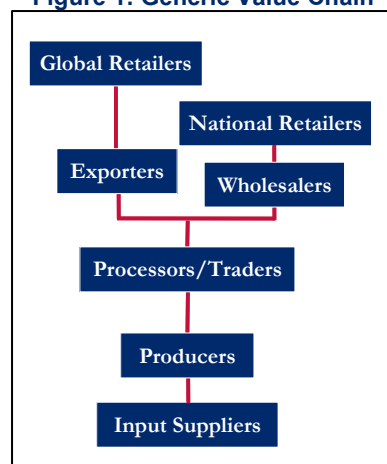 Figure 1: Generic Value Chain
Global Retailers
National Retailers
Exporters
Wholesalers
Processors/Traders
Producers
Input Suppliers